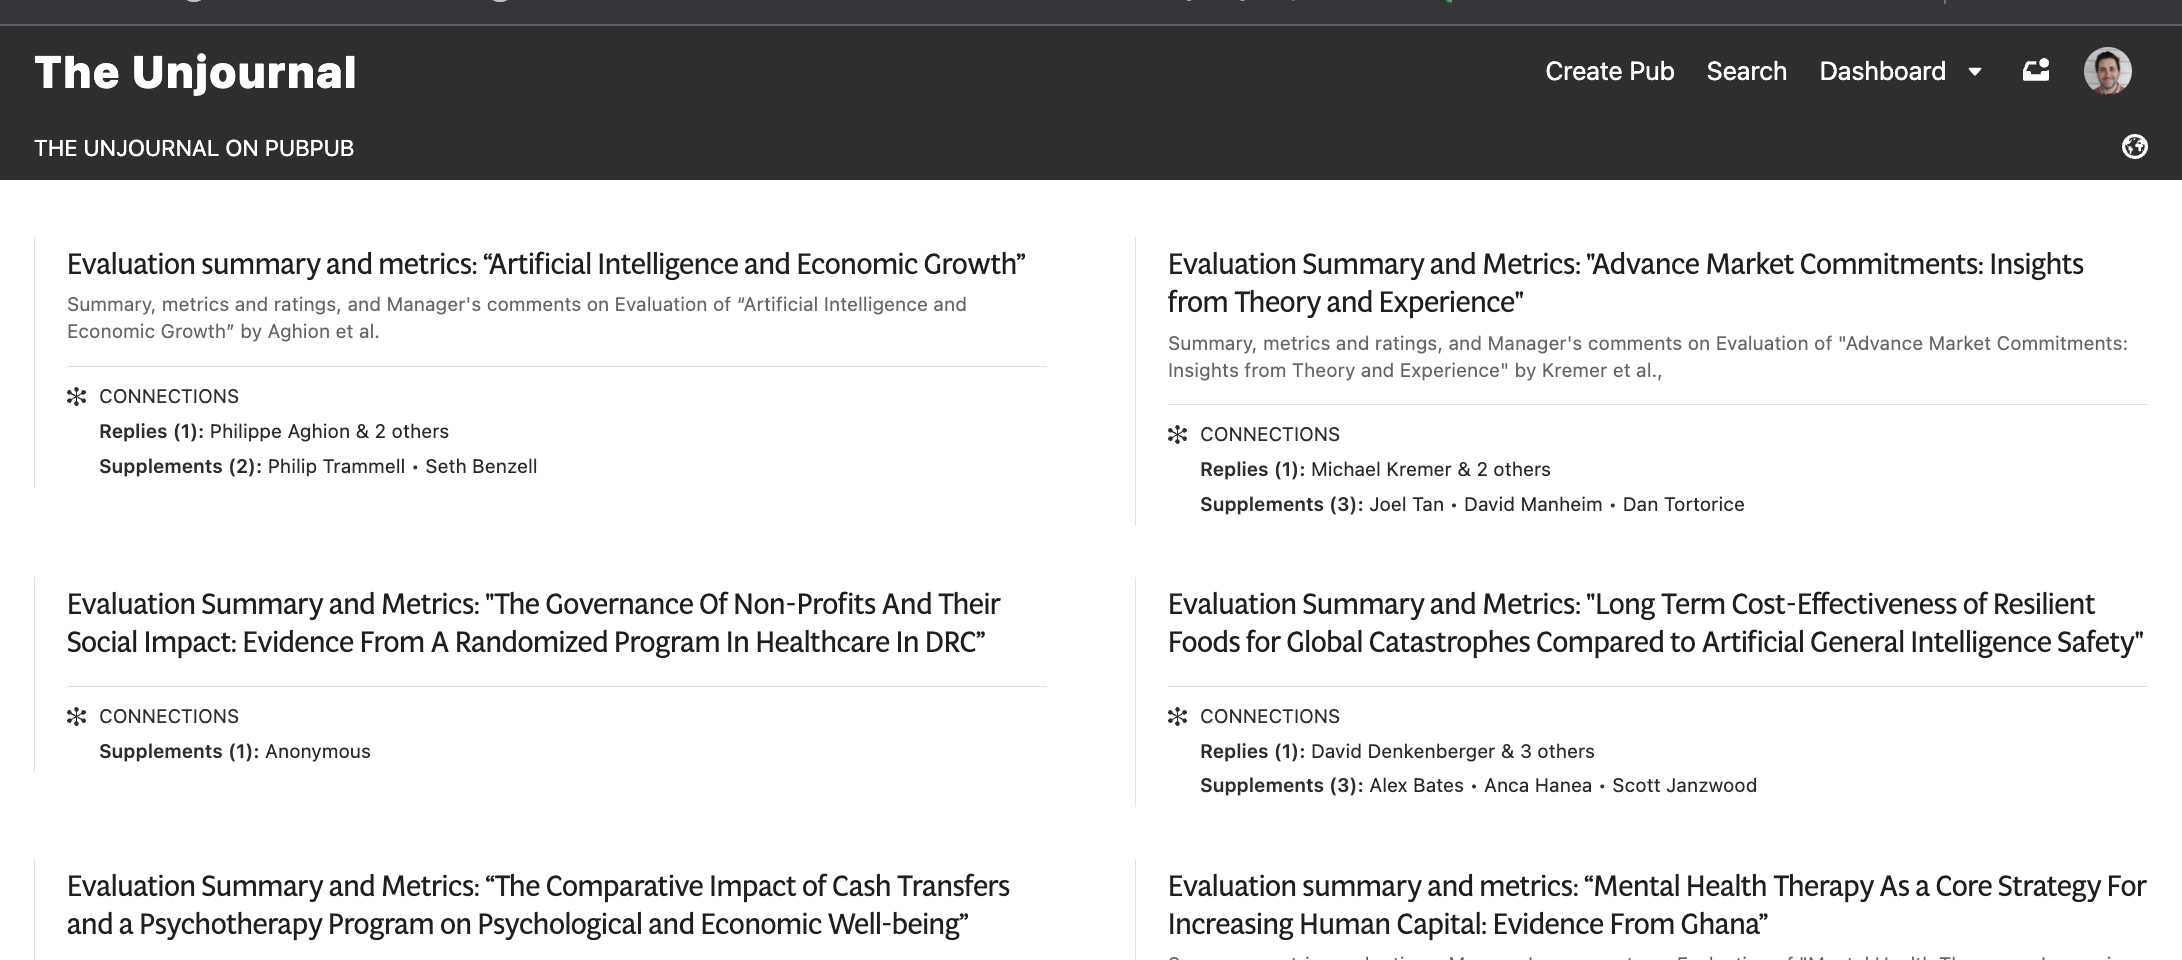 The Unjournal
Create Pub Search Dashboard
THE UNJOURNAL ON PUBPUB
Evaluation summary and metrics: “Artificial Intelligence and Economic Growth”
Summary, metrics and ratings, and Manager's comments on Evaluation of “Artificial Intelligence and
Economic Growth” by Aghion et al.
CONNECTIONS
Replies (1): Philippe Aghion & 2 others
Supplements (2): Philip Trammell • Seth Benzell
Evaluation Summary and Metrics: "Advance Market Commitments: Insights
from Theory and Experience"
Summary, metrics and ratings, and Manager's comments on Evaluation of "Advance Market Commitments:
Insights from Theory and Experience" by Kremer et al.,
CONNECTIONS
Replies (1): Michael Kremer & 2 others
Supplements (3): Joel Tan • David Manheim • Dan Tortorice
Evaluation Summary and Metrics: "The Governance Of Non-Profits And Their
Social Impact: Evidence From A Randomized Program In Healthcare In DRC”
CONNECTIONS
Supplements (1): Anonymous
Evaluation Summary and Metrics: "Long Term Cost-Effectiveness of Resilient
Foods for Global Catastrophes Compared to Artificial General Intelligence Safety"
CONNECTIONS
Replies (1): David Denkenberger & 3 others
Supplements (3): Alex Bates • Anca Hanea • Scott Janzwood
Evaluation Summary and Metrics: “The Comparative Impact of Cash Transfers
and a Psychotherapy Program on Psychological and Economic Well-being”
Evaluation summary and metrics: “Mental Health Therapy As a Core Strategy For
Increasing Human Capital: Evidence From Ghana”